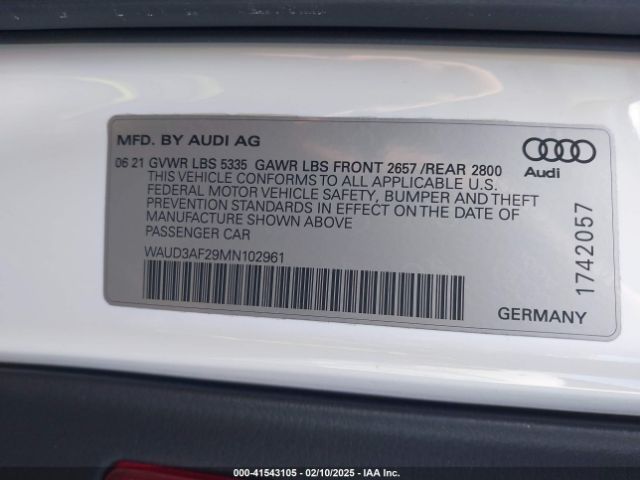 MFD. BY AUDI AG
06 21 GVWR LBS 5335 GAWR LBS FRONT 2657 /REAR 2800
THIS VEHICLE CONFORMS TO ALL APPLICABLE U.S.
FEDERAL MOTOR VEHICLE SAFETY, BUMPER AND THEFT
PREVENTION STANDARDS IN EFFECT ON THE DATE OF
MANUFACTURE SHOWN ABOVE
PASSENGER CAR
WAUD3AF29MN102961
Audi
1742057
GERMANY
000-41543105 - 02/10/2025 - IAA Inc.